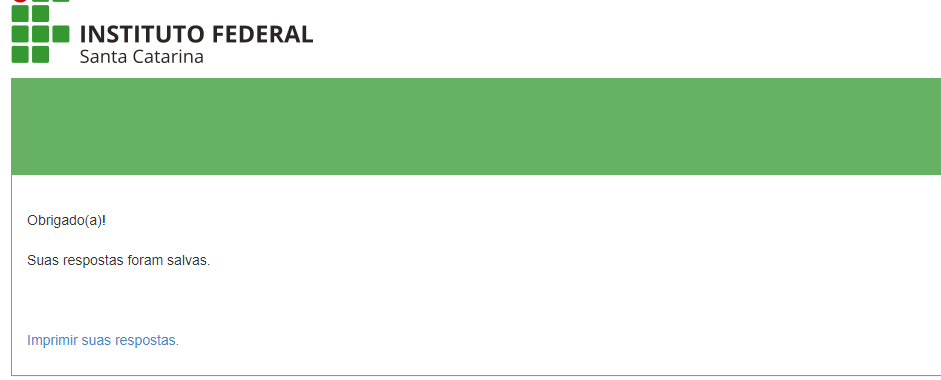 INSTITUTO FEDERAL
Santa Catarina
Obrigado(a)!
Suas respostas foram salvas.
Imprimir suas respostas.